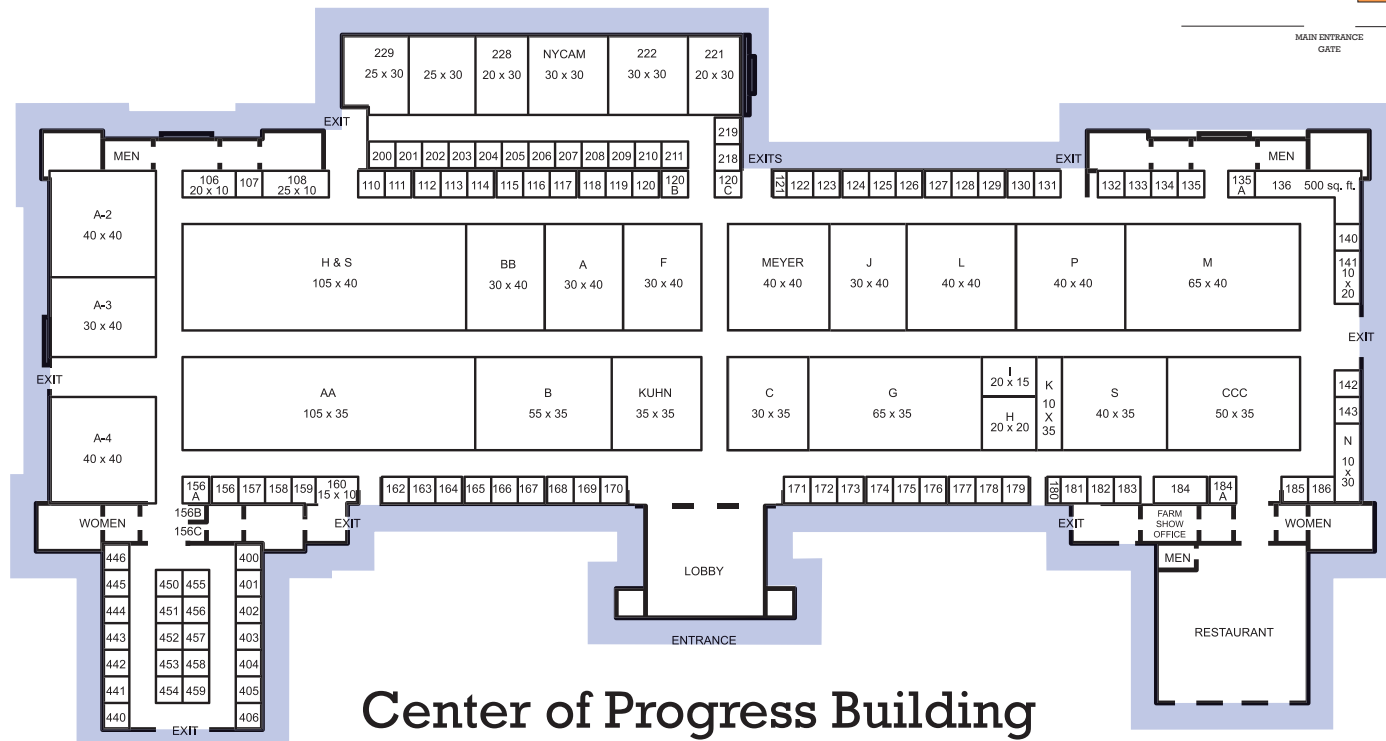 MAIN ENTRANCE
GATE
229
25 x 30
25 x 30
228
20 x 30
NYCAM
30 x 30
222
30 x 30
221
20 x 30
EXIT
219
218
EXITS
MEN
200 201 202 203 204 205 206 207 208 209 210 211
EXIT
MEN
106
20 x 10
107
108
25 x 10
110 111 112 113 114 115 116 117 118 119 120
120
B
120
C
121 122 123 124 125 126 127 128 129 130 131
132 133 134 135
135
A
136 500 sq. ft.
A-2
40 x 40
140
141
10
x
20
H & S
105 x 40
BB
30 x 40
A
30 x 40
F
30 x 40
MEYER
40 x 40
J
30 x 40
L
40 x 40
P
40 x 40
M
65 x 40
A-3
30 x 40
EXIT
EXIT
AA
105 x 35
B
55 x 35
KUHN
35 x 35
C
30 x 35
G
65 x 35
I
20 x 15
H
20 x 20
K
10
X
35
S
40 x 35
CCC
50 x 35
142
143
N
10
x
30
A-4
40 x 40
156
A
156 157 158 159
160
15 x 10
162 163 164 165 166 167 168 169 170
171 172 173 174 175 176 177 178 179
180 181 182 183
184
184
A
185 186
WOMEN
156B
156C
EXIT
EXIT
FARM
SHOW
OFFICE
WOMEN
MEN
LOBBY
ENTRANCE
RESTAURANT
446 400
445 450 455 401
444 451 456 402
443 452 457 403
442 453 458 404
441 454 459 405
440 406
EXIT
Center of Progress Building